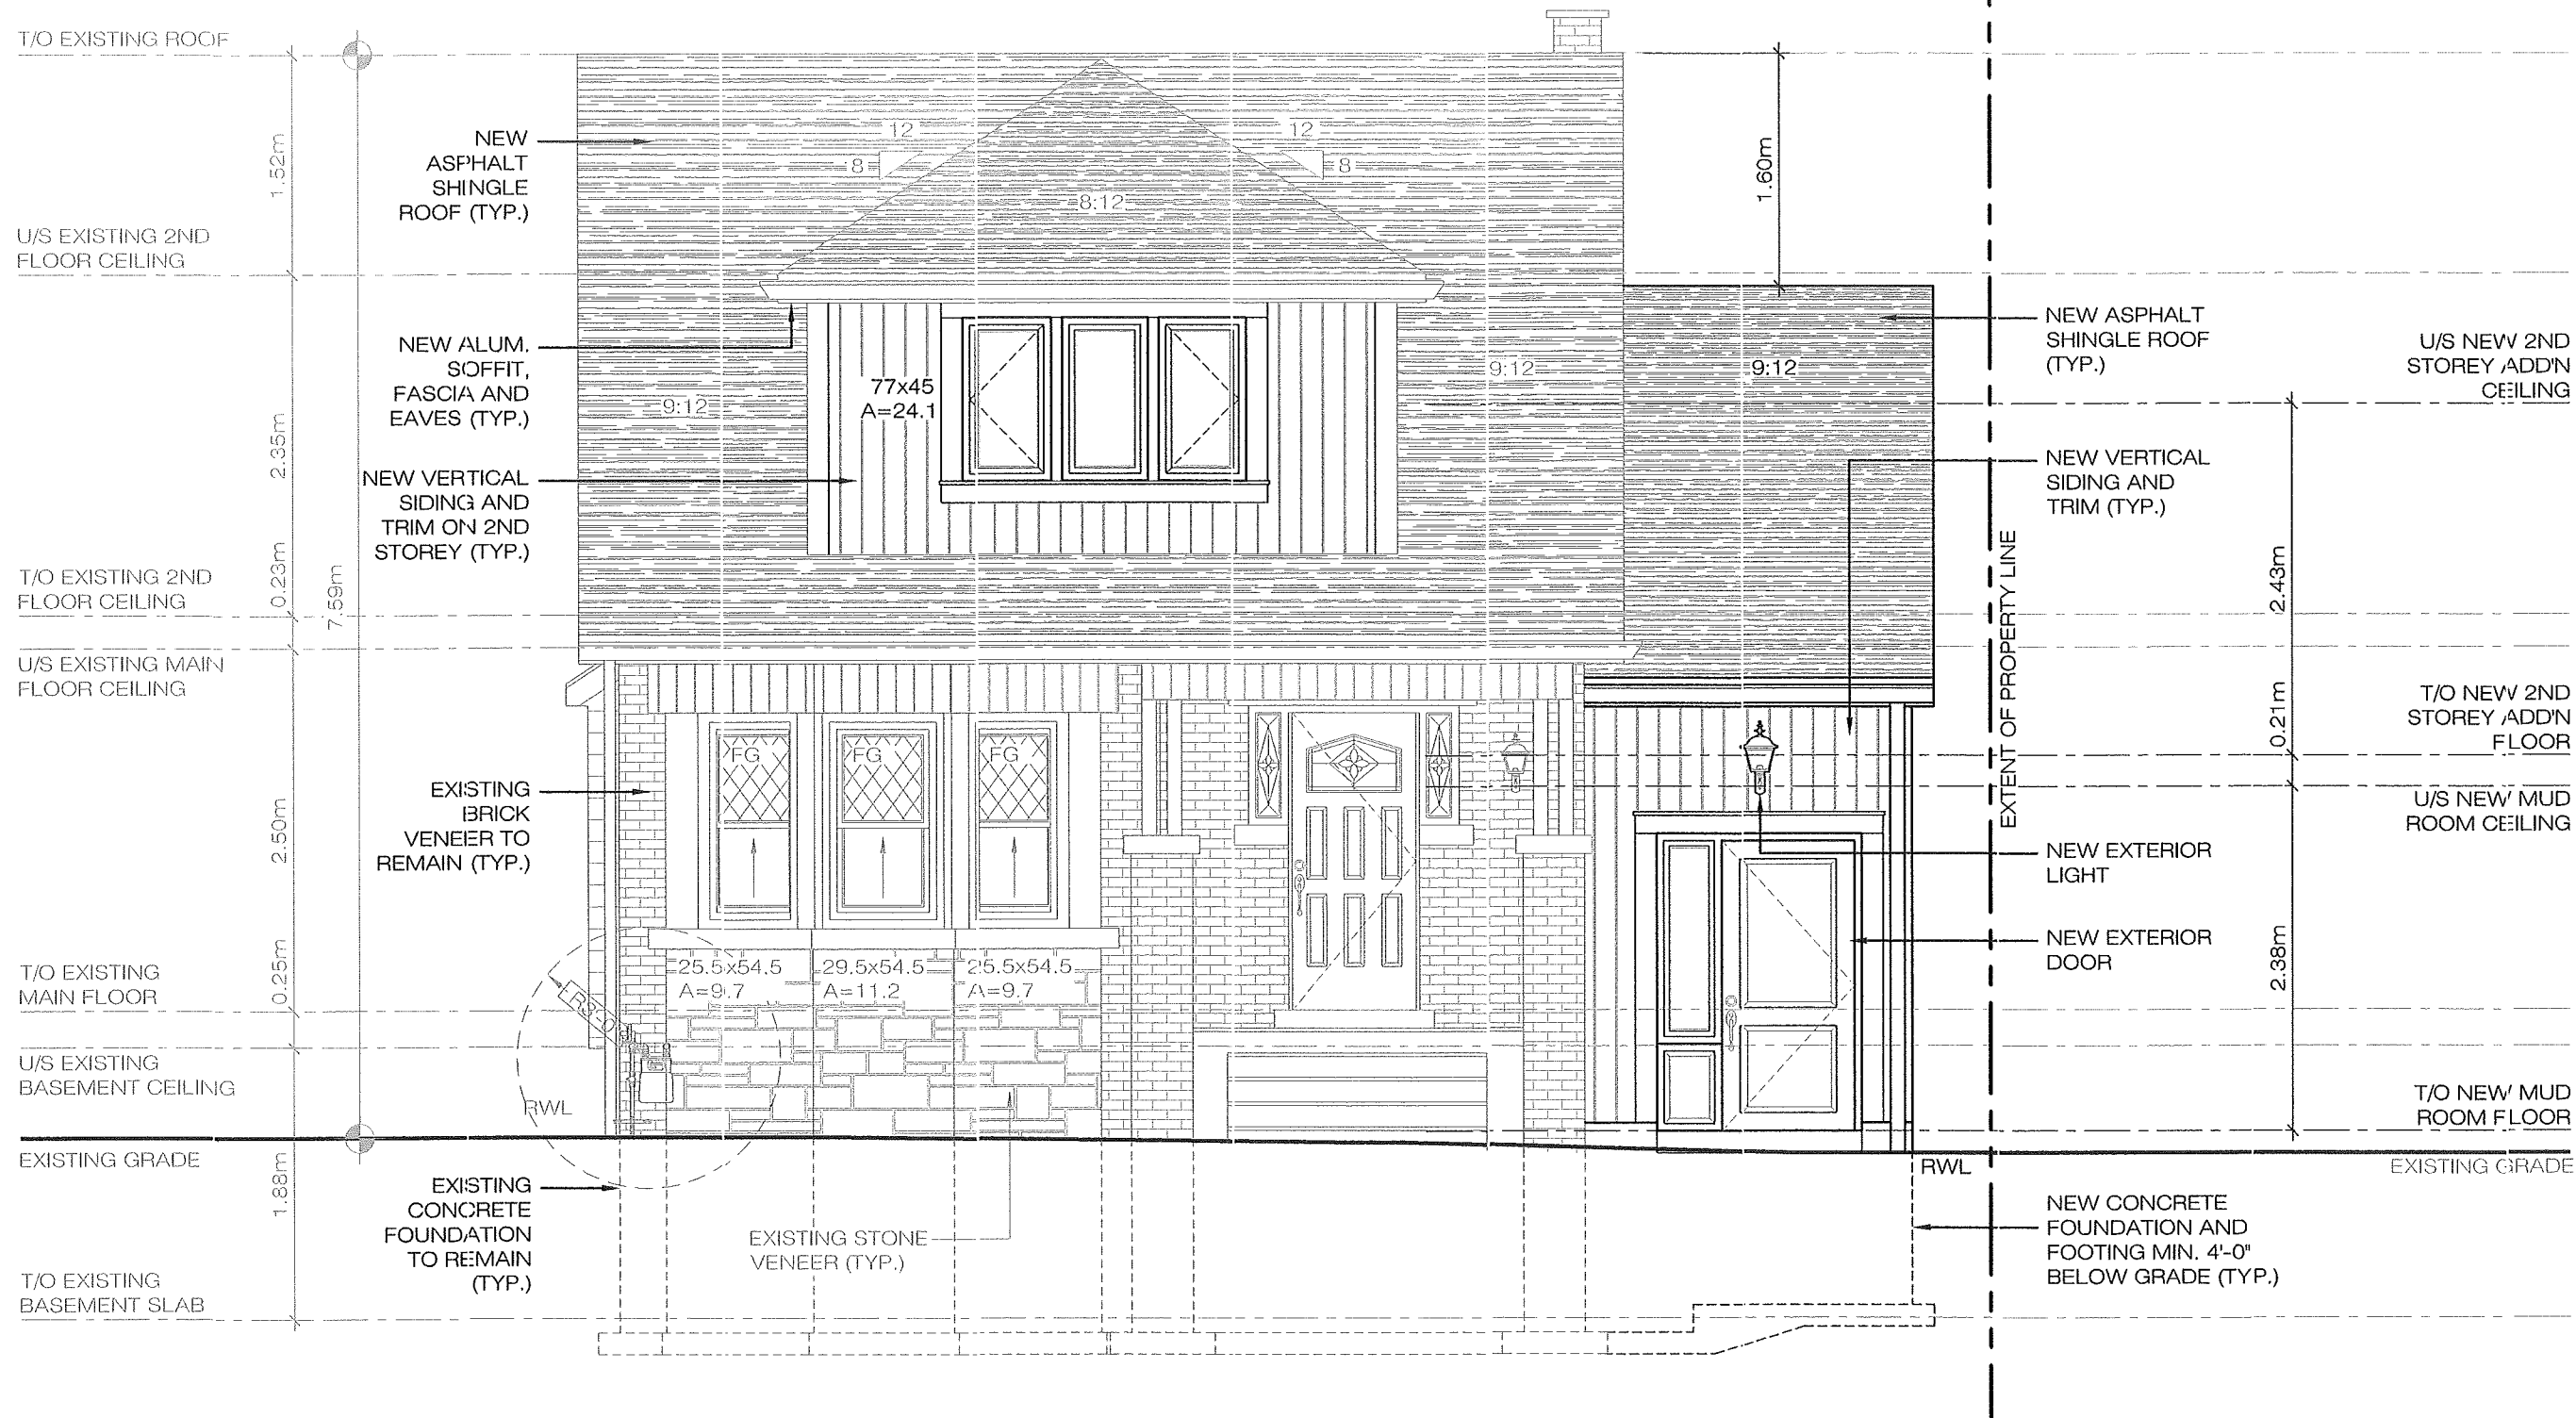 T/O EXISTING ROOF
1.52m
U/S EXISTING 2ND
FLOOR CEILING
2.35m
T/O EXISTING 2ND
FLOOR CEILING
0.23m
7.59m
U/S EXISTING MAIN
FLOOR CEILING
2.50m
T/O EXISTING
MAIN FLOOR
0.25m
U/S EXISTING
BASEMENT CEILING
EXISTING GRADE
1.88m
T/O EXISTING
BASEMENT SLAB
NEW
ASPHALT
SHINGLE
ROOF (TYP.)
NEW ALUM.
SOFFIT,
FASCIA AND
EAVES (TYP.)
NEW VERTICAL
SIDING AND
TRIM ON 2ND
STOREY (TYP.)
EXISTING
BRICK
VENEER TO
REMAIN (TYP.)
EXISTING
CONCRETE
FOUNDATION
TO REMAIN
(TYP.)
12
8
12
8
8:12
9:12
77x45
A=24.1
9:12
9:12
FG
FG
FG
25.5x54.5
A=9.7
29.5x54.5
A=11.2
25.5x54.5
A=9.7
R3'-0"
RWL
EXISTING STONE
VENEER (TYP.)
1.60m
EXTENT OF PROPERTY LINE
RWL
NEW ASPHALT
SHINGLE ROOF
(TYP.)
NEW VERTICAL
SIDING AND
TRIM (TYP.)
NEW EXTERIOR
LIGHT
NEW EXTERIOR
DOOR
NEW CONCRETE
FOUNDATION AND
FOOTING MIN. 4'-0"
BELOW GRADE (TYP.)
U/S NEW 2ND
STOREY ADD'N
CEILING
2.43m
T/O NEW 2ND
STOREY ADD'N
FLOOR
0.21m
U/S NEW MUD
ROOM CEILING
2.38m
T/O NEW MUD
ROOM FLOOR
EXISTING GRADE